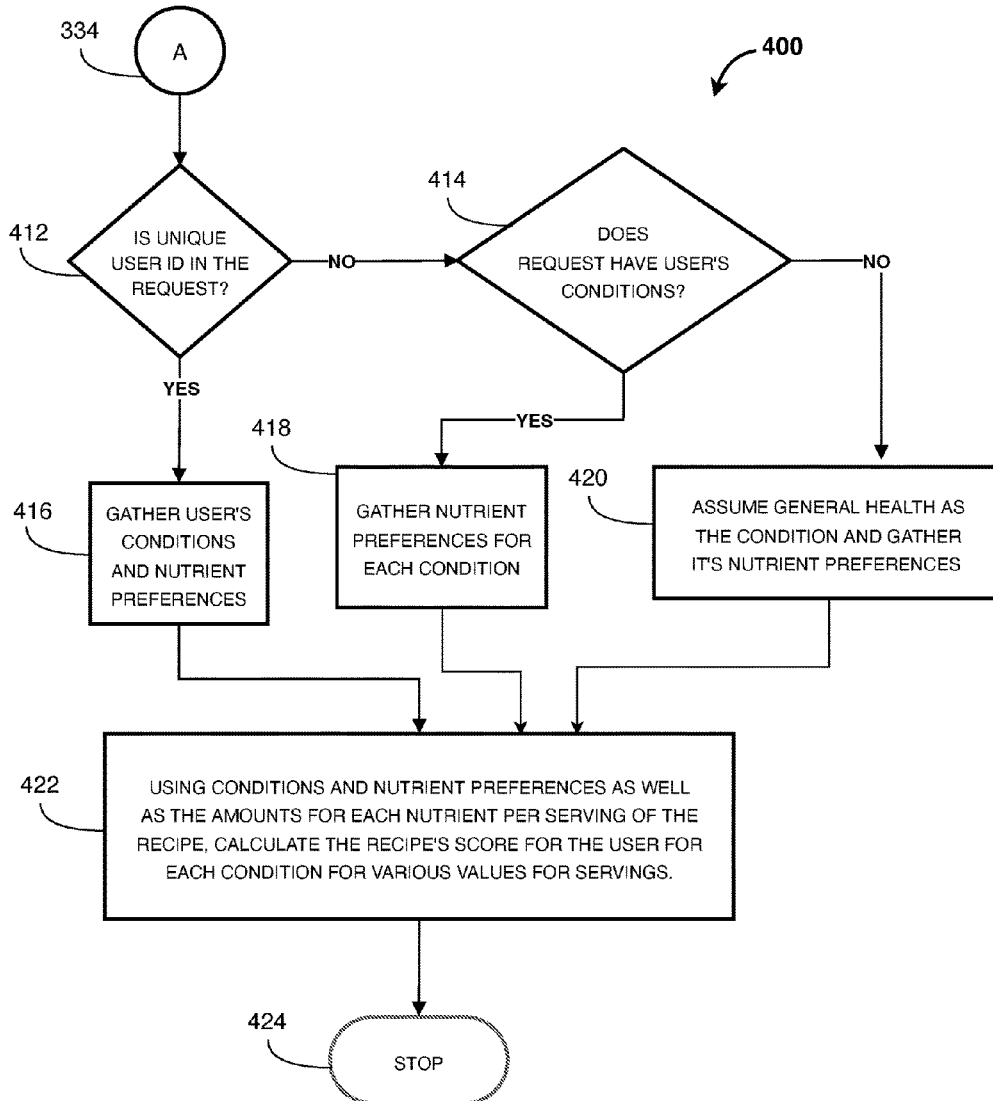 334
A
400
412
IS UNIQUE
USER ID IN THE
REQUEST?
NO
414
DOES
REQUEST HAVE USER'S
CONDITIONS?
NO
YES
YES
416
GATHER USER'S
CONDITIONS
AND NUTRIENT
PREFERENCES
418
GATHER NUTRIENT
PREFERENCES FOR
EACH CONDITION
420
ASSUME GENERAL HEALTH AS
THE CONDITION AND GATHER
IT'S NUTRIENT PREFERENCES
422
USING CONDITIONS AND NUTRIENT PREFERENCES AS WELL
AS THE AMOUNTS FOR EACH NUTRIENT PER SERVING OF THE
RECIPE, CALCULATE THE RECIPE'S SCORE FOR THE USER FOR
EACH CONDITION FOR VARIOUS VALUES FOR SERVINGS.
424
STOP